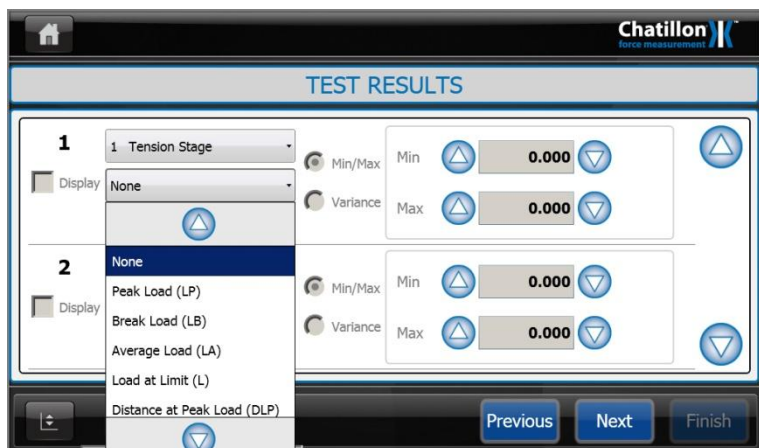 Chatillon
force measurement
TEST RESULTS
1
1 Tension Stage
Display
None
Min/Max
Variance
Min
0.000
Max
0.000
None
Peak Load (LP)
Break Load (LB)
Average Load (LA)
Load at Limit (L)
Distance at Peak Load (DLP)
2
Display
Min/Max
Variance
Min
0.000
Max
0.000
Previous
Next
Finish